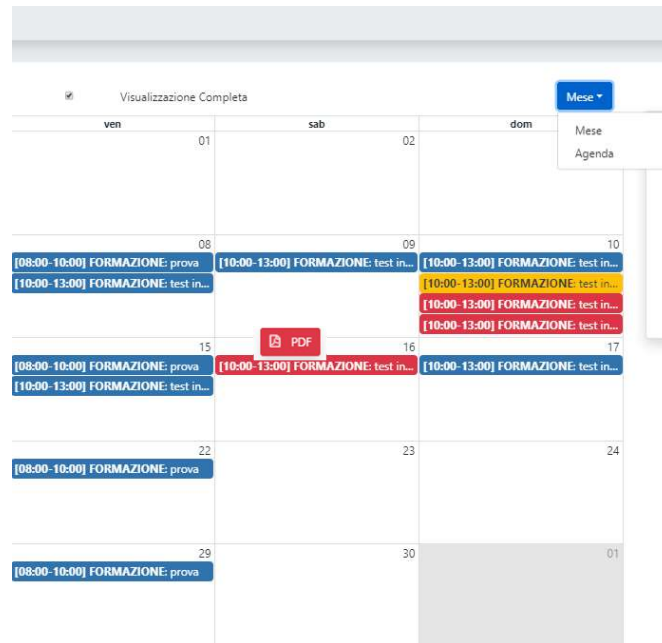 Visualizzazione Completa
Mese
Mese
Agenda
ven sab dom
01 02
08 09 10
[08:00-10:00] FORMAZIONE: prova [10:00-13:00] FORMAZIONE: test in... [10:00-13:00] FORMAZIONE: test in...
[10:00-13:00] FORMAZIONE: test in... [10:00-13:00] FORMAZIONE: test in...
[10:00-13:00] FORMAZIONE: test in...
[10:00-13:00] FORMAZIONE: test in...
PDF
15 16 17
[08:00-10:00] FORMAZIONE: prova [10:00-13:00] FORMAZIONE: test in... [10:00-13:00] FORMAZIONE: test in...
[10:00-13:00] FORMAZIONE: test in...
22 23 24
[08:00-10:00] FORMAZIONE: prova
29 30 01
[08:00-10:00] FORMAZIONE: prova